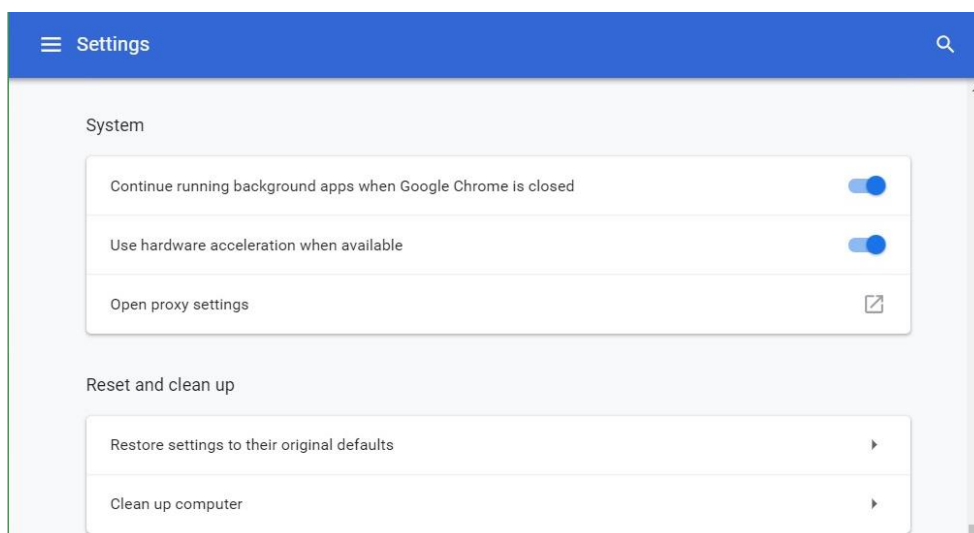 Settings
System
Continue running background apps when Google Chrome is closed
Use hardware acceleration when available
Open proxy settings
Reset and clean up
Restore settings to their original defaults
Clean up computer